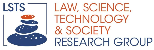 LSTS
LAW, SCIENCE,
TECHNOLOGY
& SOCIETY
RESEARCH GROUP